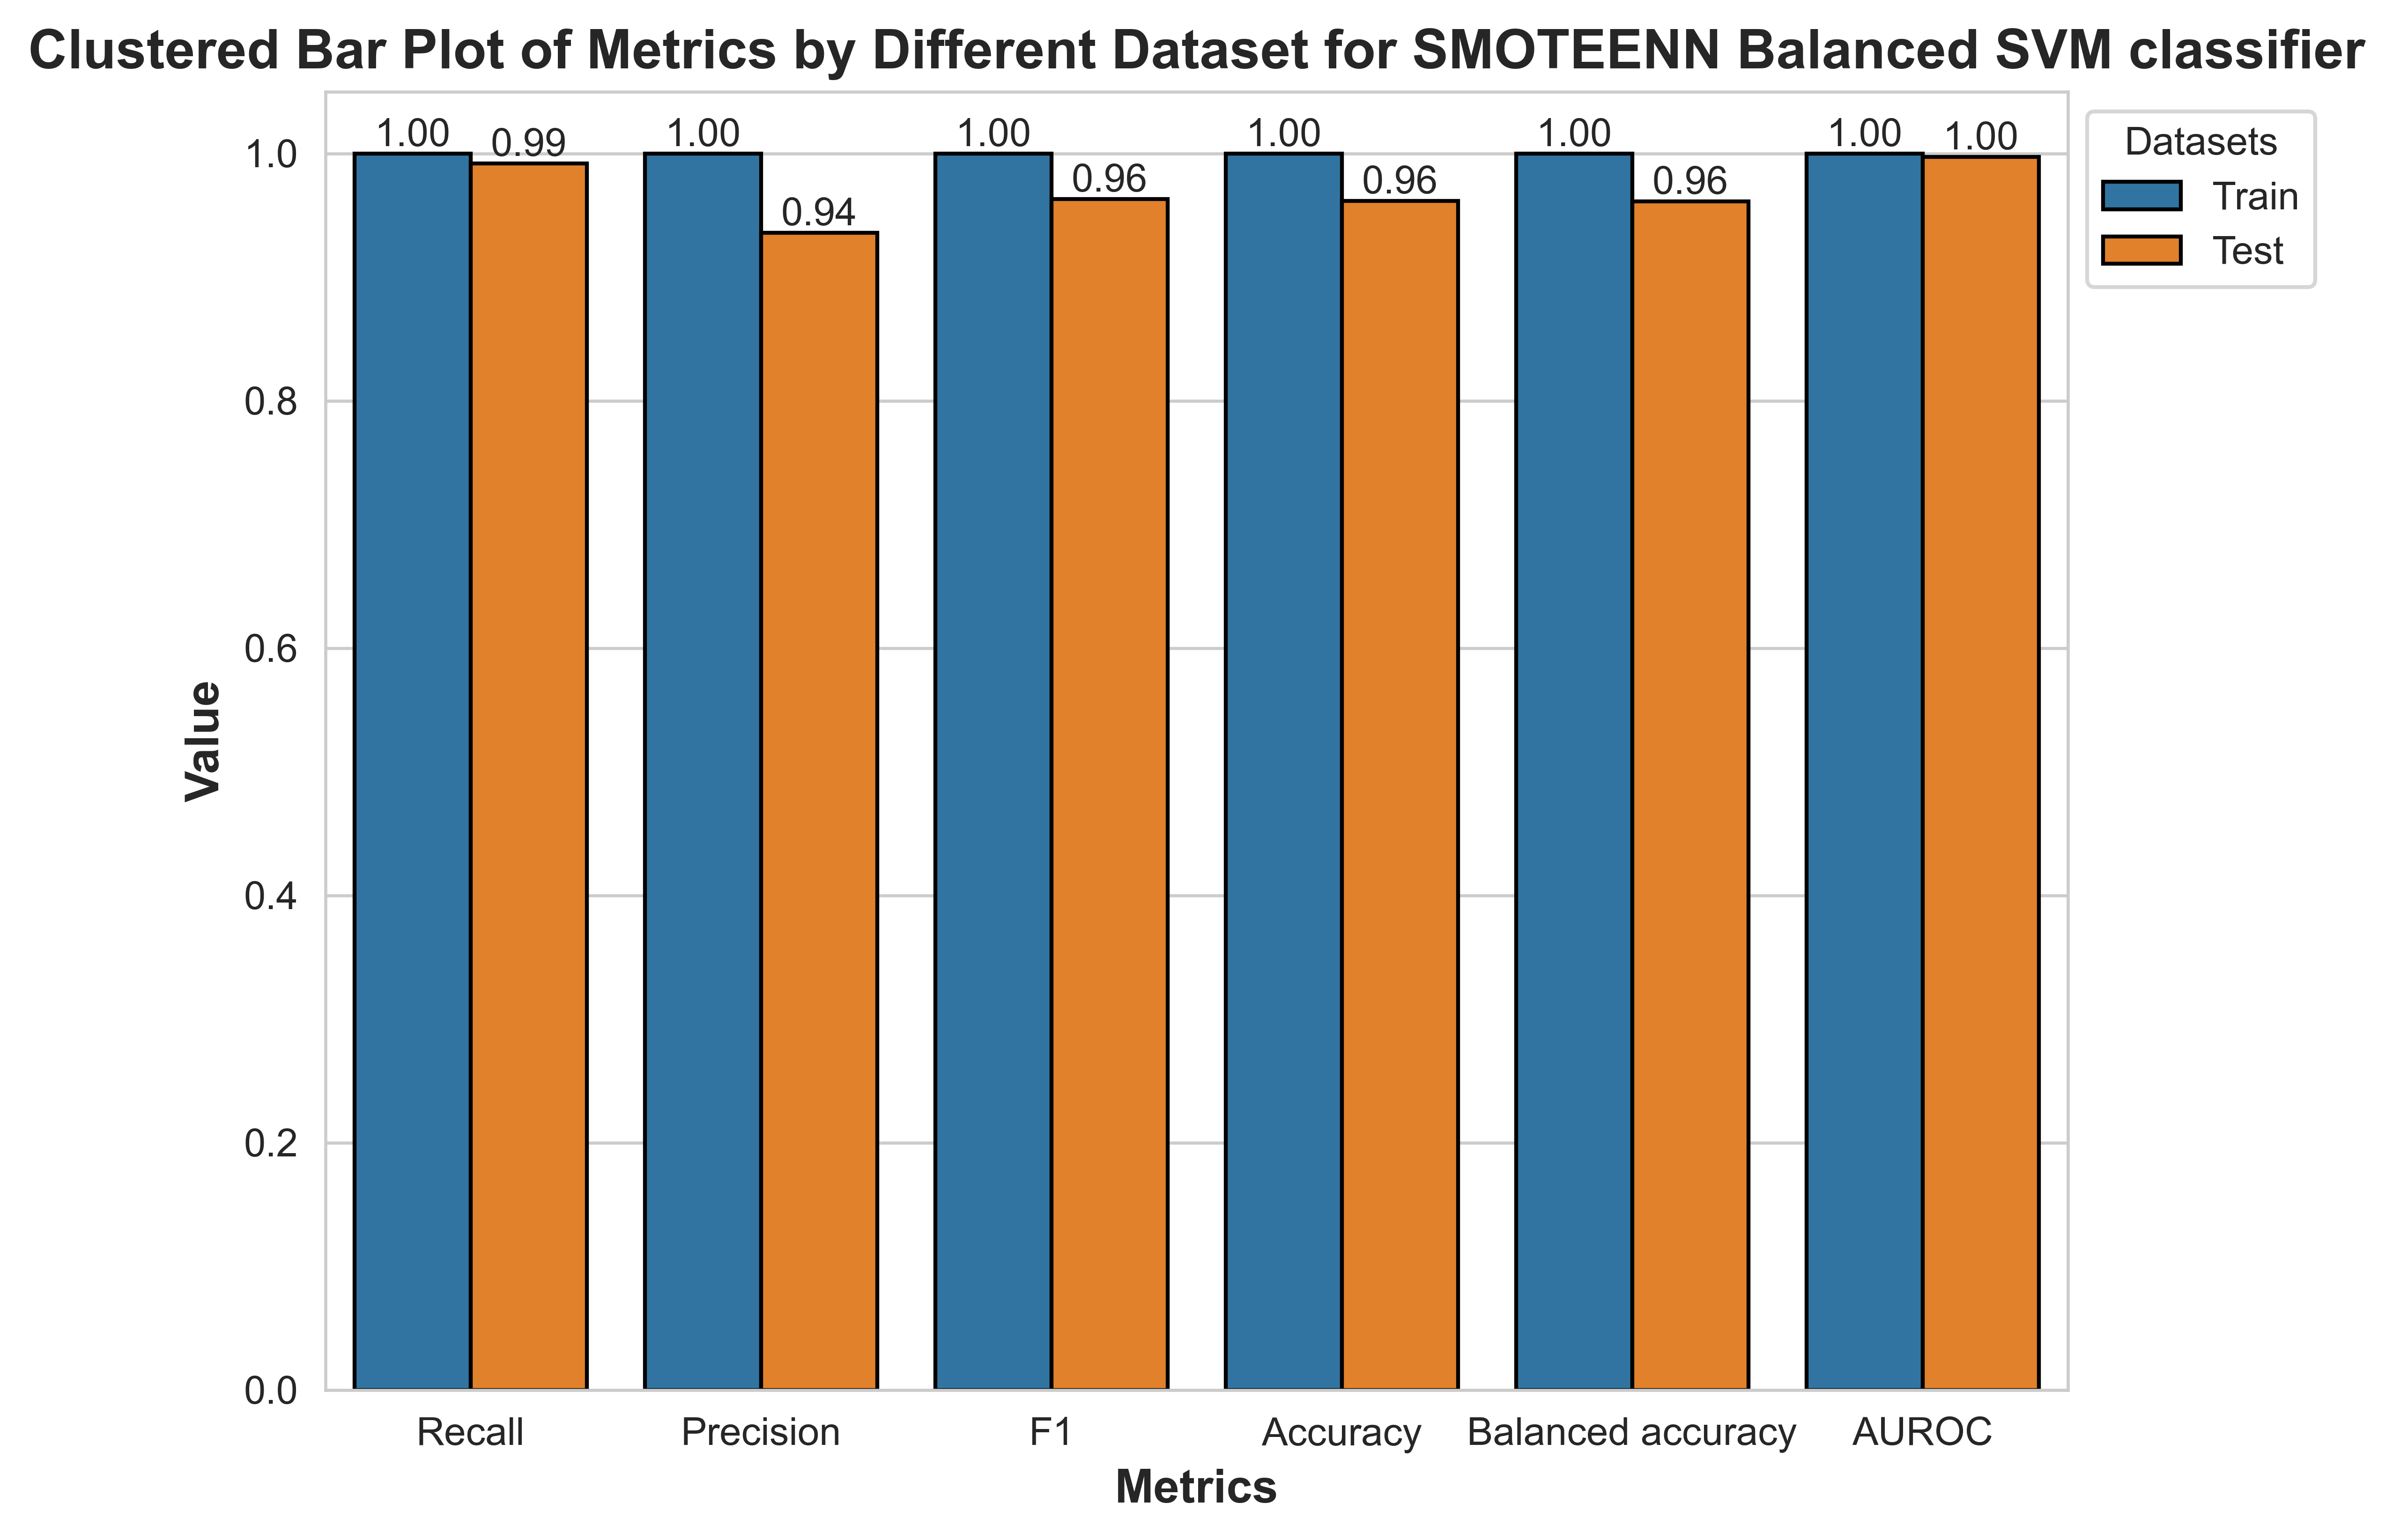 Clustered Bar Plot of Metrics by Different Dataset for SMOTEENN Balanced SVM classifier
1.00 0.99 1.00 0.94 1.00 0.96 1.00 0.96 1.00 0.96 1.00 1.00
Datasets
Train
Test
1.0
0.8
0.6
0.4
0.2
0.0
Value
Recall Precision F1 Accuracy Balanced accuracy AUROC
Metrics